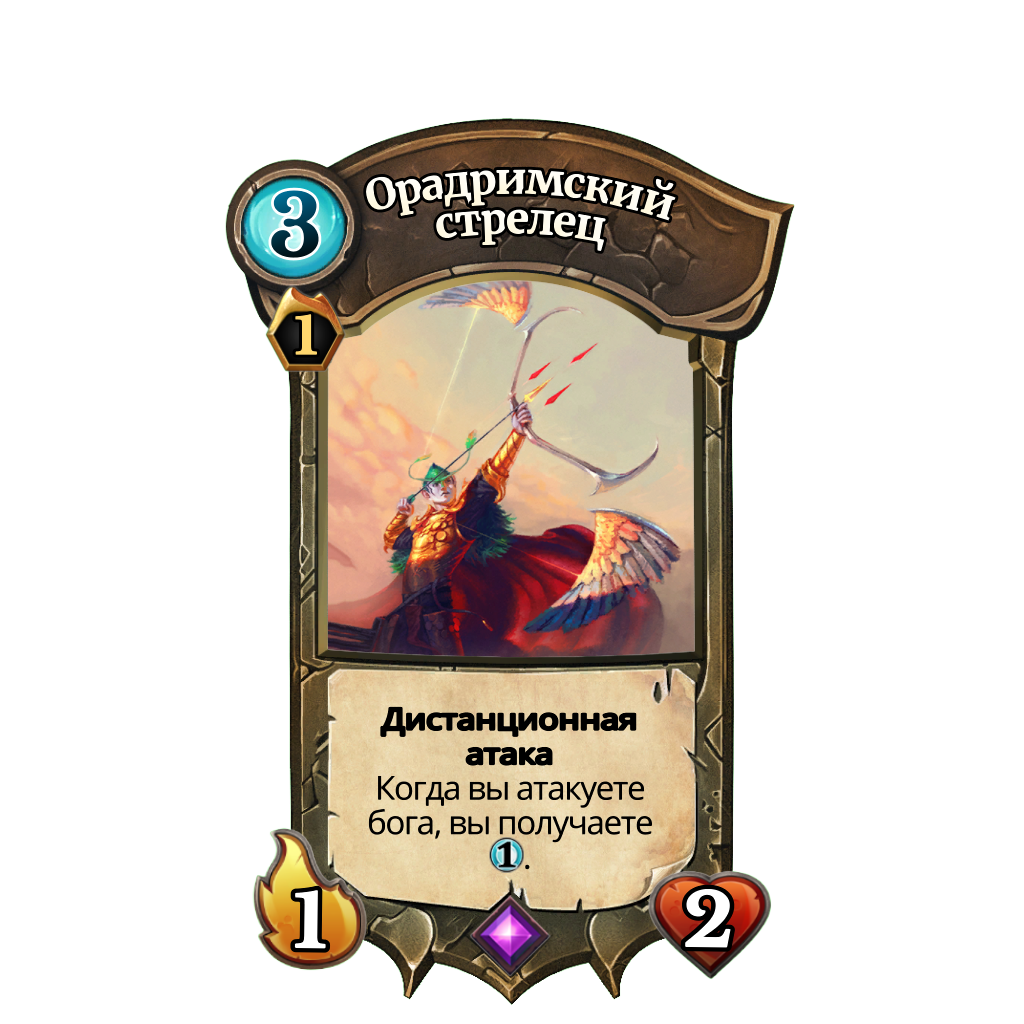 Орадримский
стрелец
3
1
Дистанционная
атака
Когда вы атакуете
бога, вы получаете
1.
1
2